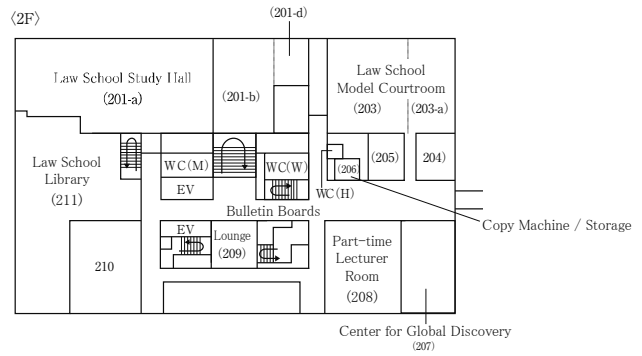 〈2F〉
(201-d)
Law School Study Hall
(201-a)
(201-b)
Law School
Model Courtroom
(203)
(203-a)
Law School
Library
(211)
WC(M)
EV
WC(W)
WC(H)
(206)
(205)
204)
Bulletin Boards
Copy Machine / Storage
EV
Lounge
(209)
210
Part-time
Lecturer
Room
(208)
Center for Global Discovery
(207)